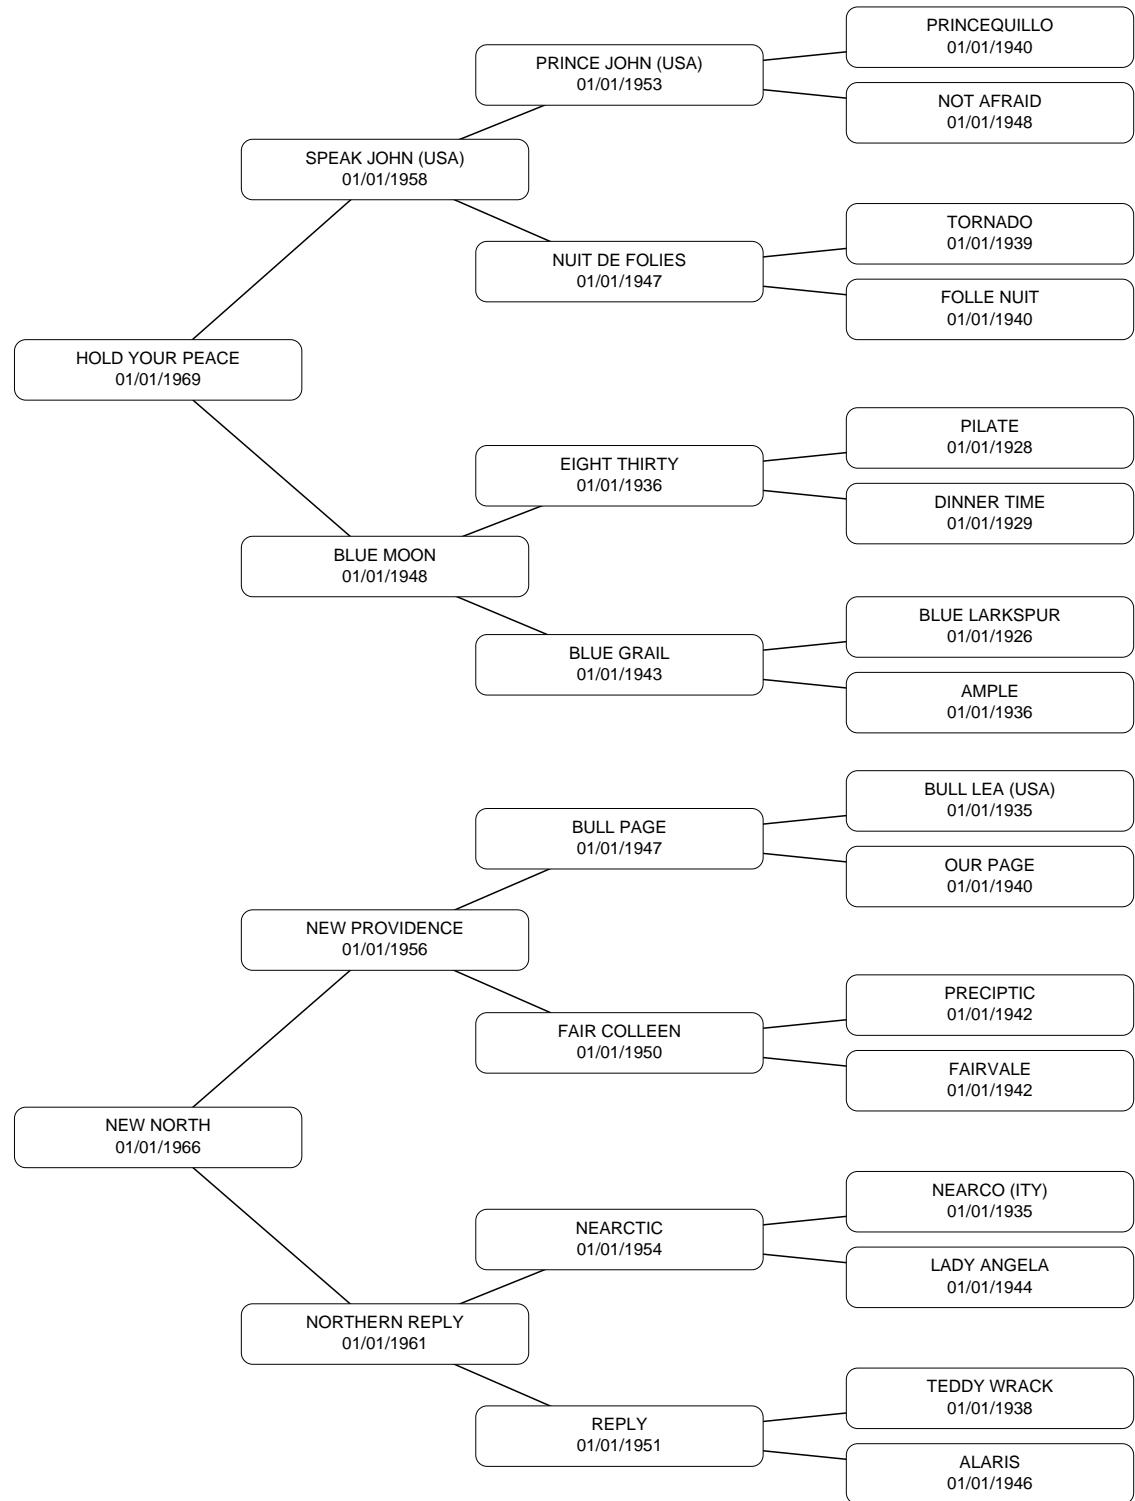 PRINCEQUILLO
01/01/1940
PRINCE JOHN (USA)
01/01/1953
NOT AFRAID
01/01/1948
SPEAK JOHN (USA)
01/01/1958
TORNADO
01/01/1939
NUIT DE FOLIES
01/01/1947
FOLLE NUIT
01/01/1940
HOLD YOUR PEACE
01/01/1969
PILATE
01/01/1928
EIGHT THIRTY
01/01/1936
DINNER TIME
01/01/1929
BLUE MOON
01/01/1948
BLUE LARKSPUR
01/01/1926
BLUE GRAIL
01/01/1943
AMPLE
01/01/1936
BULL LEA (USA)
01/01/1935
BULL PAGE
01/01/1947
OUR PAGE
01/01/1940
NEW PROVIDENCE
01/01/1956
PRECIPTIC
01/01/1942
FAIR COLLEEN
01/01/1950
FAIRVALE
01/01/1942
NEW NORTH
01/01/1966
NEARCO (ITY)
01/01/1935
NEARCTIC
01/01/1954
LADY ANGELA
01/01/1944
NORTHERN REPLY
01/01/1961
TEDDY WRACK
01/01/1938
REPLY
01/01/1951
ALARIS
01/01/1946